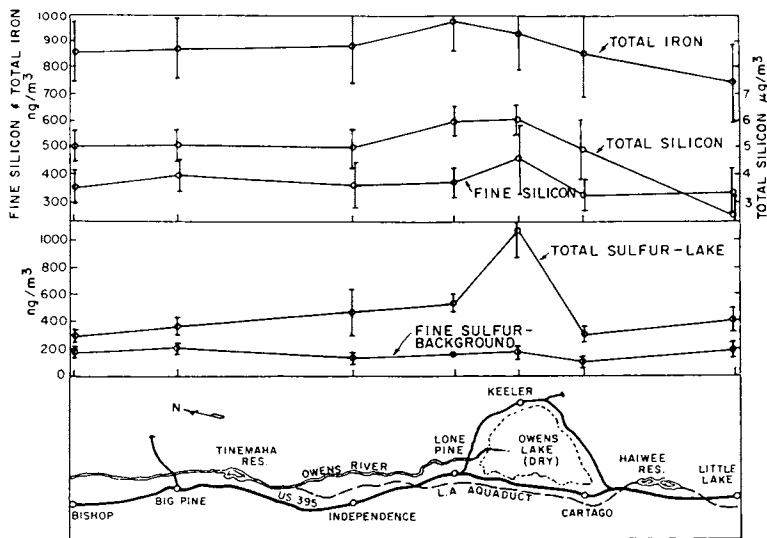 1000
900
800
700
600
500
400
300
FINE SILICON & TOTAL IRON
ng/m³
TOTAL IRON
TOTAL SILICON
FINE SILICON
7
6
5
4
3
TOTAL SILICON µg/m³
1000
800
600
400
200
0
ng/m³
TOTAL SULFUR-LAKE
FINE SULFUR-
BACKGROUND
N
KEELER
TINEMAHA
RES.
OWENS RIVER
LONE
PINE
OWENS
LAKE
(DRY)
HAIWEE
RES.
LITTLE
LAKE
BISHOP
BIG PINE
US 395
INDEPENDENCE
L.A. AQUADUCT
CARTAGO